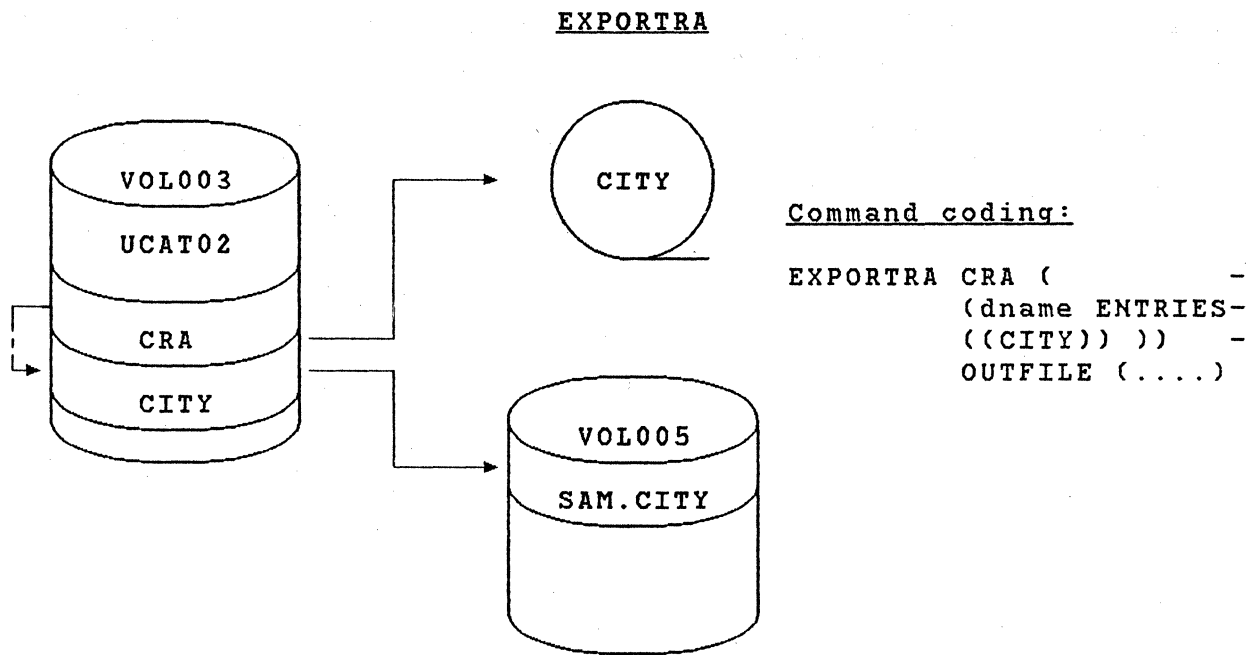 EXPORTRA
VOL003
UCAT02
CRA
CITY
CITY
VOL005
SAM.CITY
Command coding:
EXPORTRA CRA ( -
(dname ENTRIES-
((CITY)) )) -
OUTFILE (....)